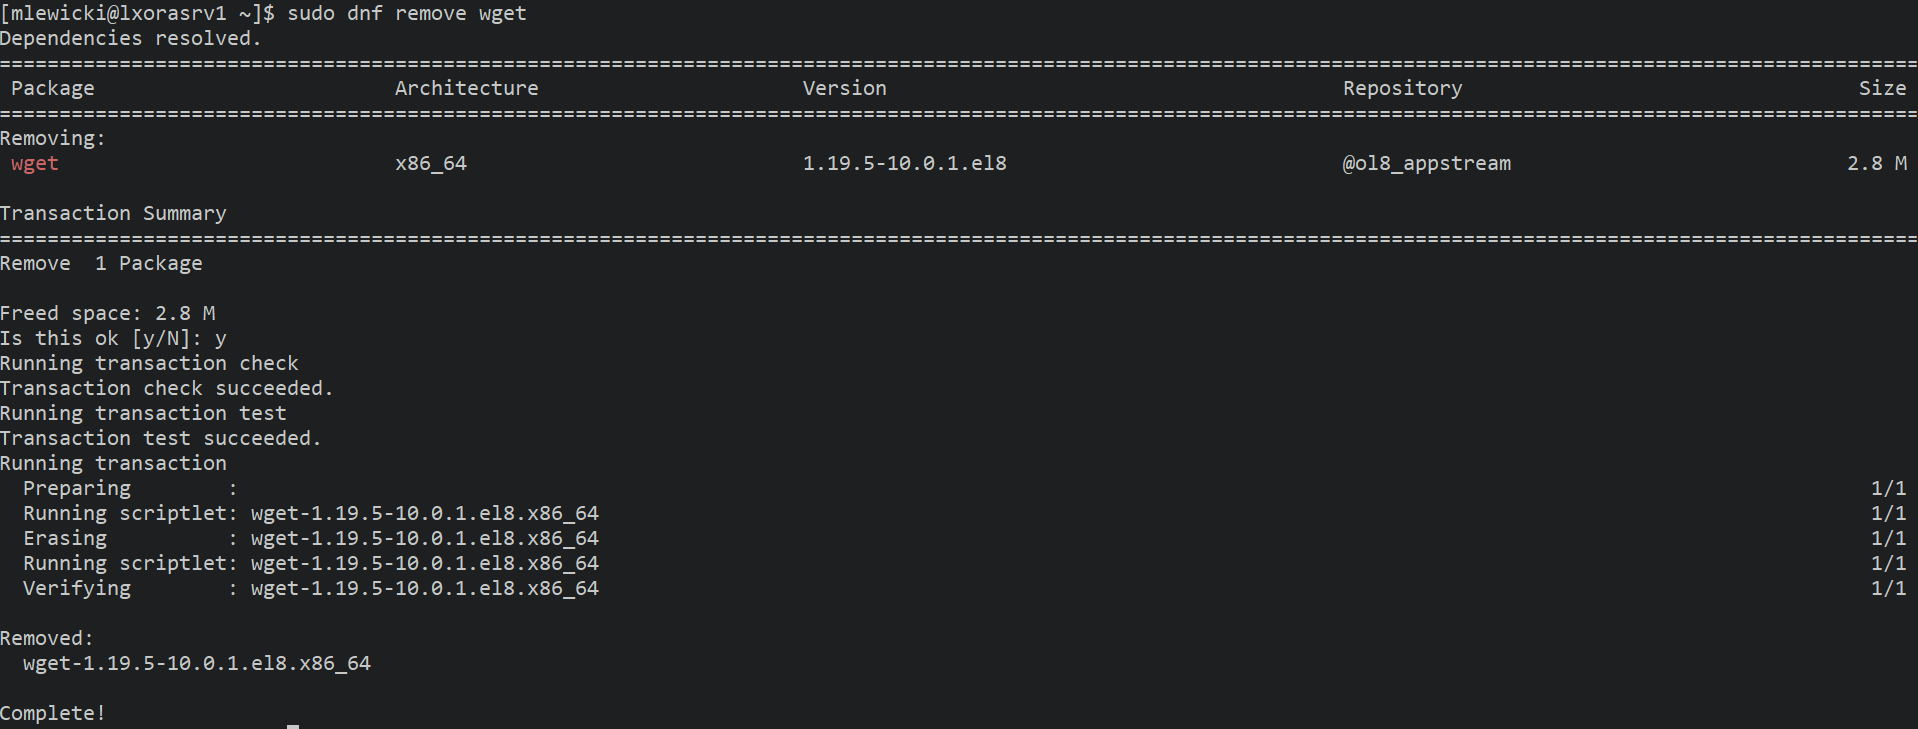 [mlewicki@lxorasrv1 ~]$ sudo dnf remove wget
Dependencies resolved.
================================================================================================================================================================
 Package                         Architecture                      Version                                      Repository                                 Size
================================================================================================================================================================
Removing:
 wget                            x86_64                            1.19.5-10.0.1.el8                            @ol8_appstream                            2.8 M

Transaction Summary
================================================================================================================================================================
Remove  1 Package

Freed space: 2.8 M
Is this ok [y/N]: y
Running transaction check
Transaction check succeeded.
Running transaction test
Transaction test succeeded.
Running transaction
  Preparing        :                                                                                                                                        1/1
  Running scriptlet: wget-1.19.5-10.0.1.el8.x86_64                                                                                                          1/1
  Erasing          : wget-1.19.5-10.0.1.el8.x86_64                                                                                                          1/1
  Running scriptlet: wget-1.19.5-10.0.1.el8.x86_64                                                                                                          1/1
  Verifying        : wget-1.19.5-10.0.1.el8.x86_64                                                                                                          1/1

Removed:
  wget-1.19.5-10.0.1.el8.x86_64

Complete!